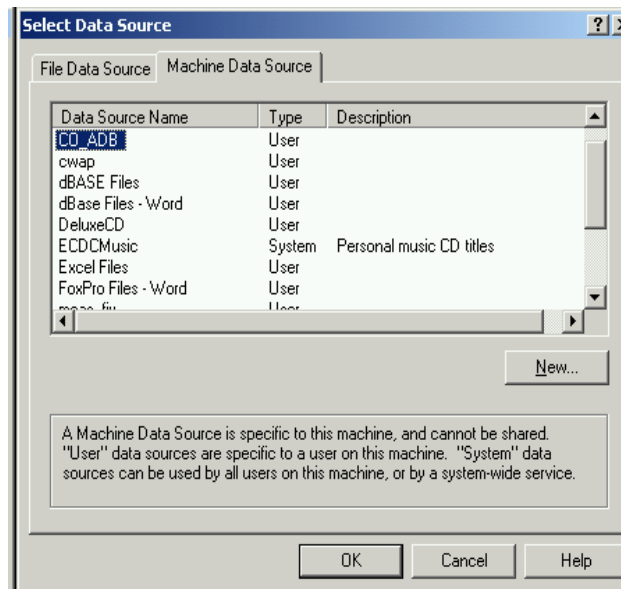 Select Data Source
File Data Source Machine Data Source
Data Source Name Type Description
CO_ADB User
cwap User
dBASE Files User
dBase Files - Word User
DeluxeCD User
ECDCMusic System Personal music CD titles
Excel Files User
FoxPro Files - Word User
User
New...
A Machine Data Source is specific to this machine, and cannot be shared.
"User" data sources are specific to a user on this machine. "System" data
sources can be used by all users on this machine, or by a system-wide service.
OK Cancel Help